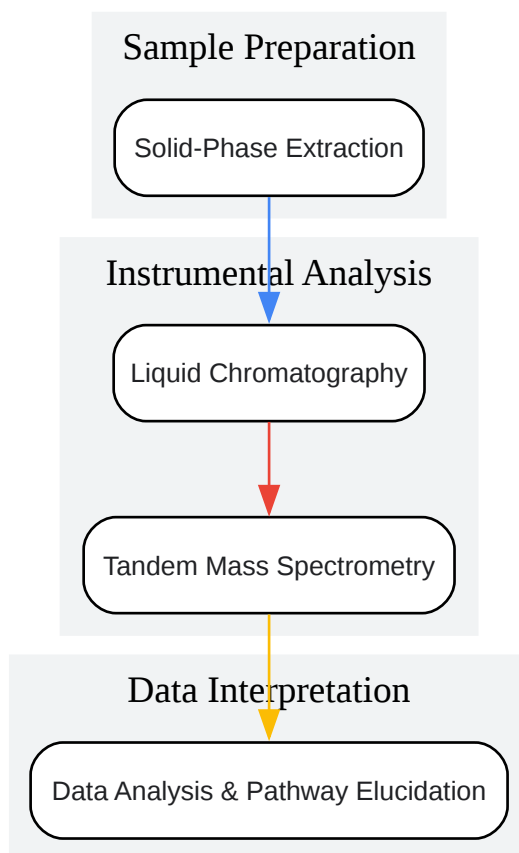 Sample Preparation
Solid-Phase Extraction
Instrumental Analysis
Liquid Chromatography
Tandem Mass Spectrometry
Data Interpretation
Data Analysis & Pathway Elucidation